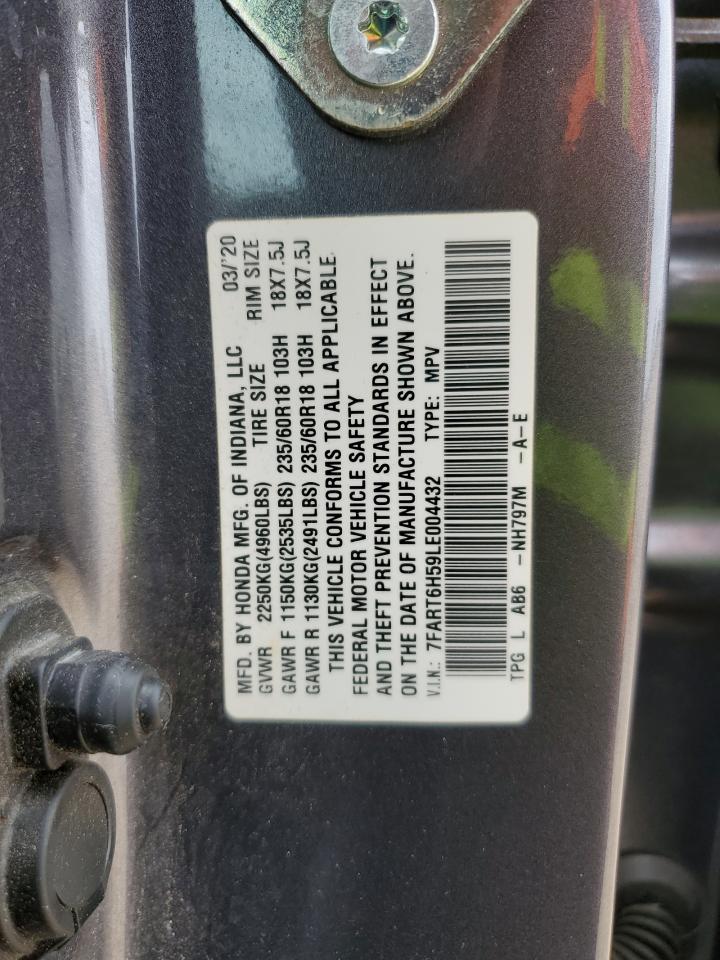 MFD. BY HONDA MFG. OF INDIANA, LLC 03/'20
GVWR 2250KG(4960LBS) TIRE SIZE RIM SIZE
GAWR F 1150KG(2535LBS) 235/60R18 103H 18X7.5J
GAWR R 1130KG(2491LBS) 235/60R18 103H 18X7.5J
THIS VEHICLE CONFORMS TO ALL APPLICABLE
FEDERAL MOTOR VEHICLE SAFETY
AND THEFT PREVENTION STANDARDS IN EFFECT
ON THE DATE OF MANUFACTURE SHOWN ABOVE.
V.I.N.: 7FART6H59LE004432 TYPE: MPV
TPG L AB6 -NH797M -A-E